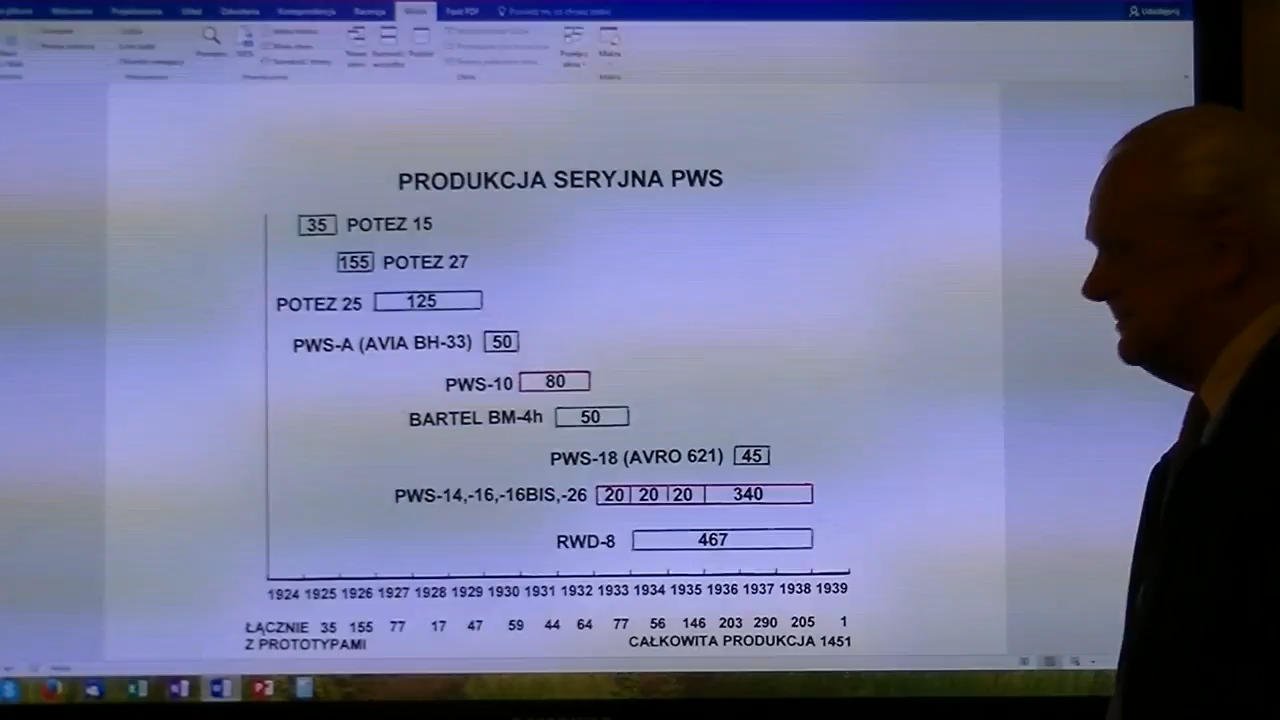 Udostępnij
PRODUKCJA SERYJNA PWS
35 POTEZ 15
155 POTEZ 27
POTEZ 25 125
PWS-A (AVIA BH-33) 50
PWS-10 80
BARTEL BM-4h 50
PWS-18 (AVRO 621) 45
PWS-14,-16,-16BIS,-26 20 20 20 340
RWD-8 467
1924 1925 1926 1927 1928 1929 1930 1931 1932 1933 1934 1935 1936 1937 1938 1939
ŁĄCZNIE 35 155 77 17 47 59 44 64 77 56 146 203 290 205 1
Z PROTOTYPAMI CAŁKOWITA PRODUKCJA 1451